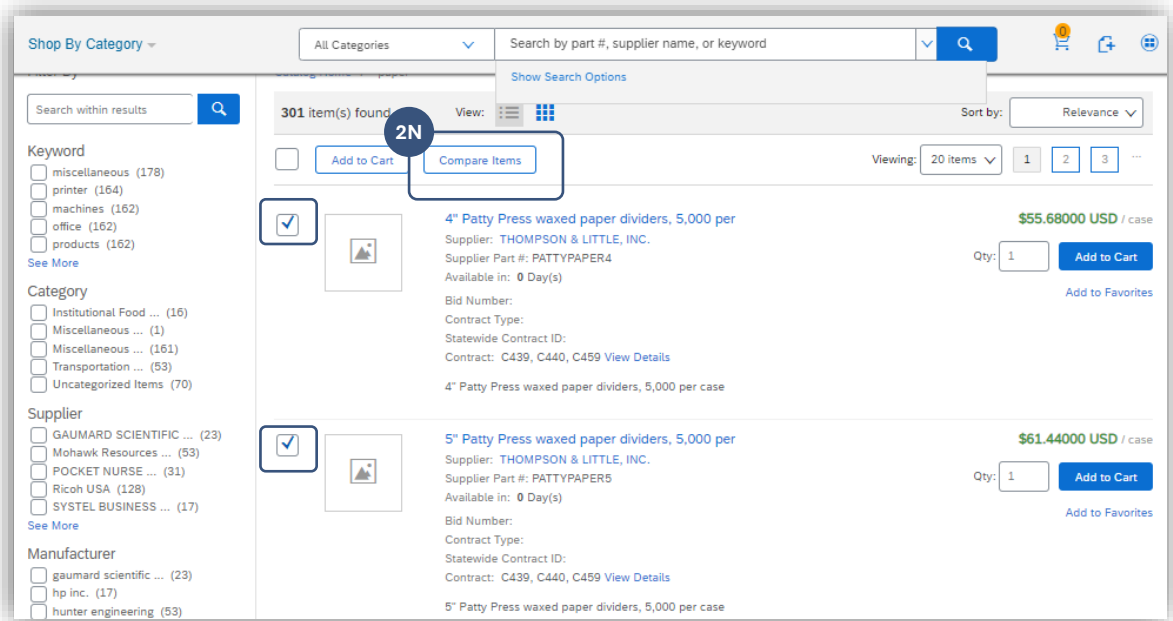 Shop By Category
All Categories
Search by part #, supplier name, or keyword
0
Show Search Options
Search within results
301 item(s) found
View:
Sort by:
Relevance
2N
Add to Cart
Compare Items
Viewing:
20 items
1
2
3
...
Keyword
miscellaneous (178)
printer (164)
machines (162)
office (162)
products (162)
See More
Category
Institutional Food ... (16)
Miscellaneous ... (1)
Miscellaneous ... (161)
Transportation ... (53)
Uncategorized Items (70)
Supplier
GAUMARD SCIENTIFIC ... (23)
Mohawk Resources ... (53)
POCKET NURSE ... (31)
Ricoh USA (128)
SYSTEL BUSINESS ... (17)
See More
Manufacturer
gaumard scientific ... (23)
hp inc. (17)
hunter engineering (53)
4" Patty Press waxed paper dividers, 5,000 per
Supplier: THOMPSON & LITTLE, INC.
Supplier Part #: PATTYPAPER4
Available in: 0 Day(s)
Bid Number:
Contract Type:
Statewide Contract ID:
Contract: C439, C440, C459 View Details
4" Patty Press waxed paper dividers, 5,000 per case
$55.68000 USD / case
Qty: 1
Add to Cart
Add to Favorites
5" Patty Press waxed paper dividers, 5,000 per
Supplier: THOMPSON & LITTLE, INC.
Supplier Part #: PATTYPAPER5
Available in: 0 Day(s)
Bid Number:
Contract Type:
Statewide Contract ID:
Contract: C439, C440, C459 View Details
5" Patty Press waxed paper dividers, 5,000 per case
$61.44000 USD / case
Qty: 1
Add to Cart
Add to Favorites